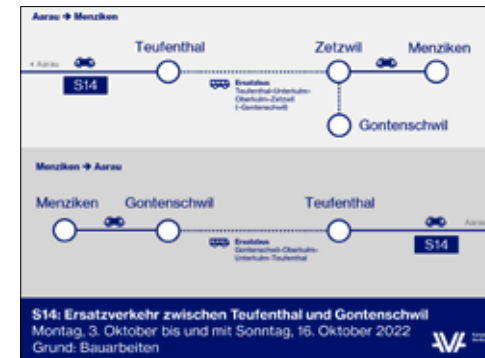 Aarau → Menziken
Teufenthal Zetzwil Menziken
Aarau
S14
Ersatzbus
Teufenthal-Unterkulm-
Oberkulm-Zetzwil
(-Gontenschwil)
Gontenschwil
Menziken → Aarau
Menziken Gontenschwil Teufenthal
Aarau
Ersatzbus
Gontenschwil-Oberkulm-
Unterkulm-Teufenthal
S14
S14: Ersatzverkehr zwischen Teufenthal und Gontenschwil
Montag, 3. Oktober bis und mit Sonntag, 16. Oktober 2022
Grund: Bauarbeiten